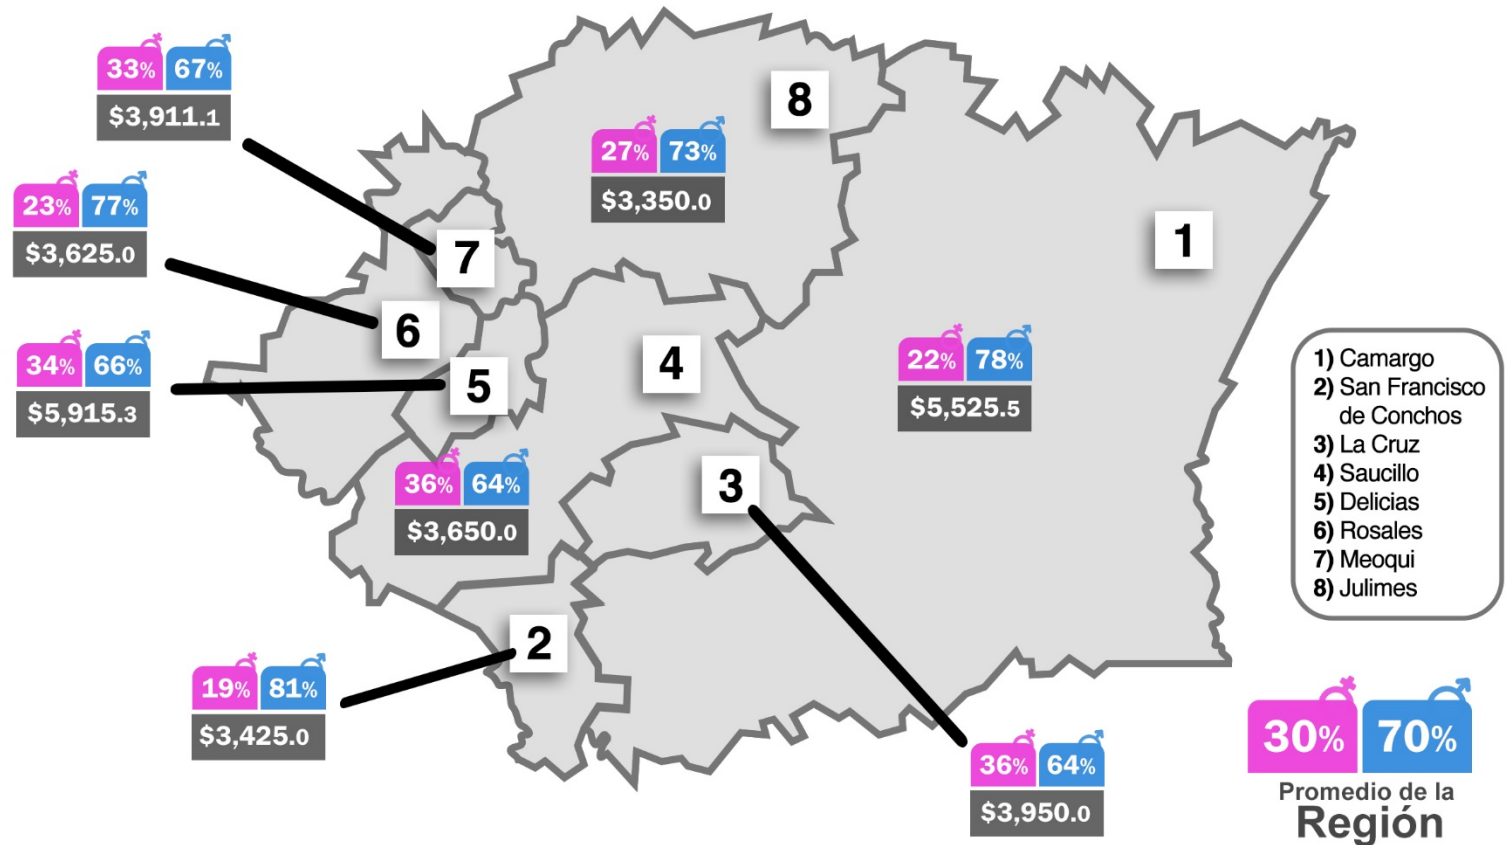 33% 67%
$3,911.1
8
27% 73%
$3,350.0
23% 77%
$3,625.0
7
1
6
34% 66%
$5,915.3
5
4
22% 78%
$5,525.5
1) Camargo
2) San Francisco
de Conchos
3) La Cruz
4) Saucillo
5) Delicias
6) Rosales
7) Meoqui
8) Julimes
36% 64%
$3,650.0
3
2
19% 81%
$3,425.0
36% 64%
$3,950.0
30% 70%
Promedio de la
Región